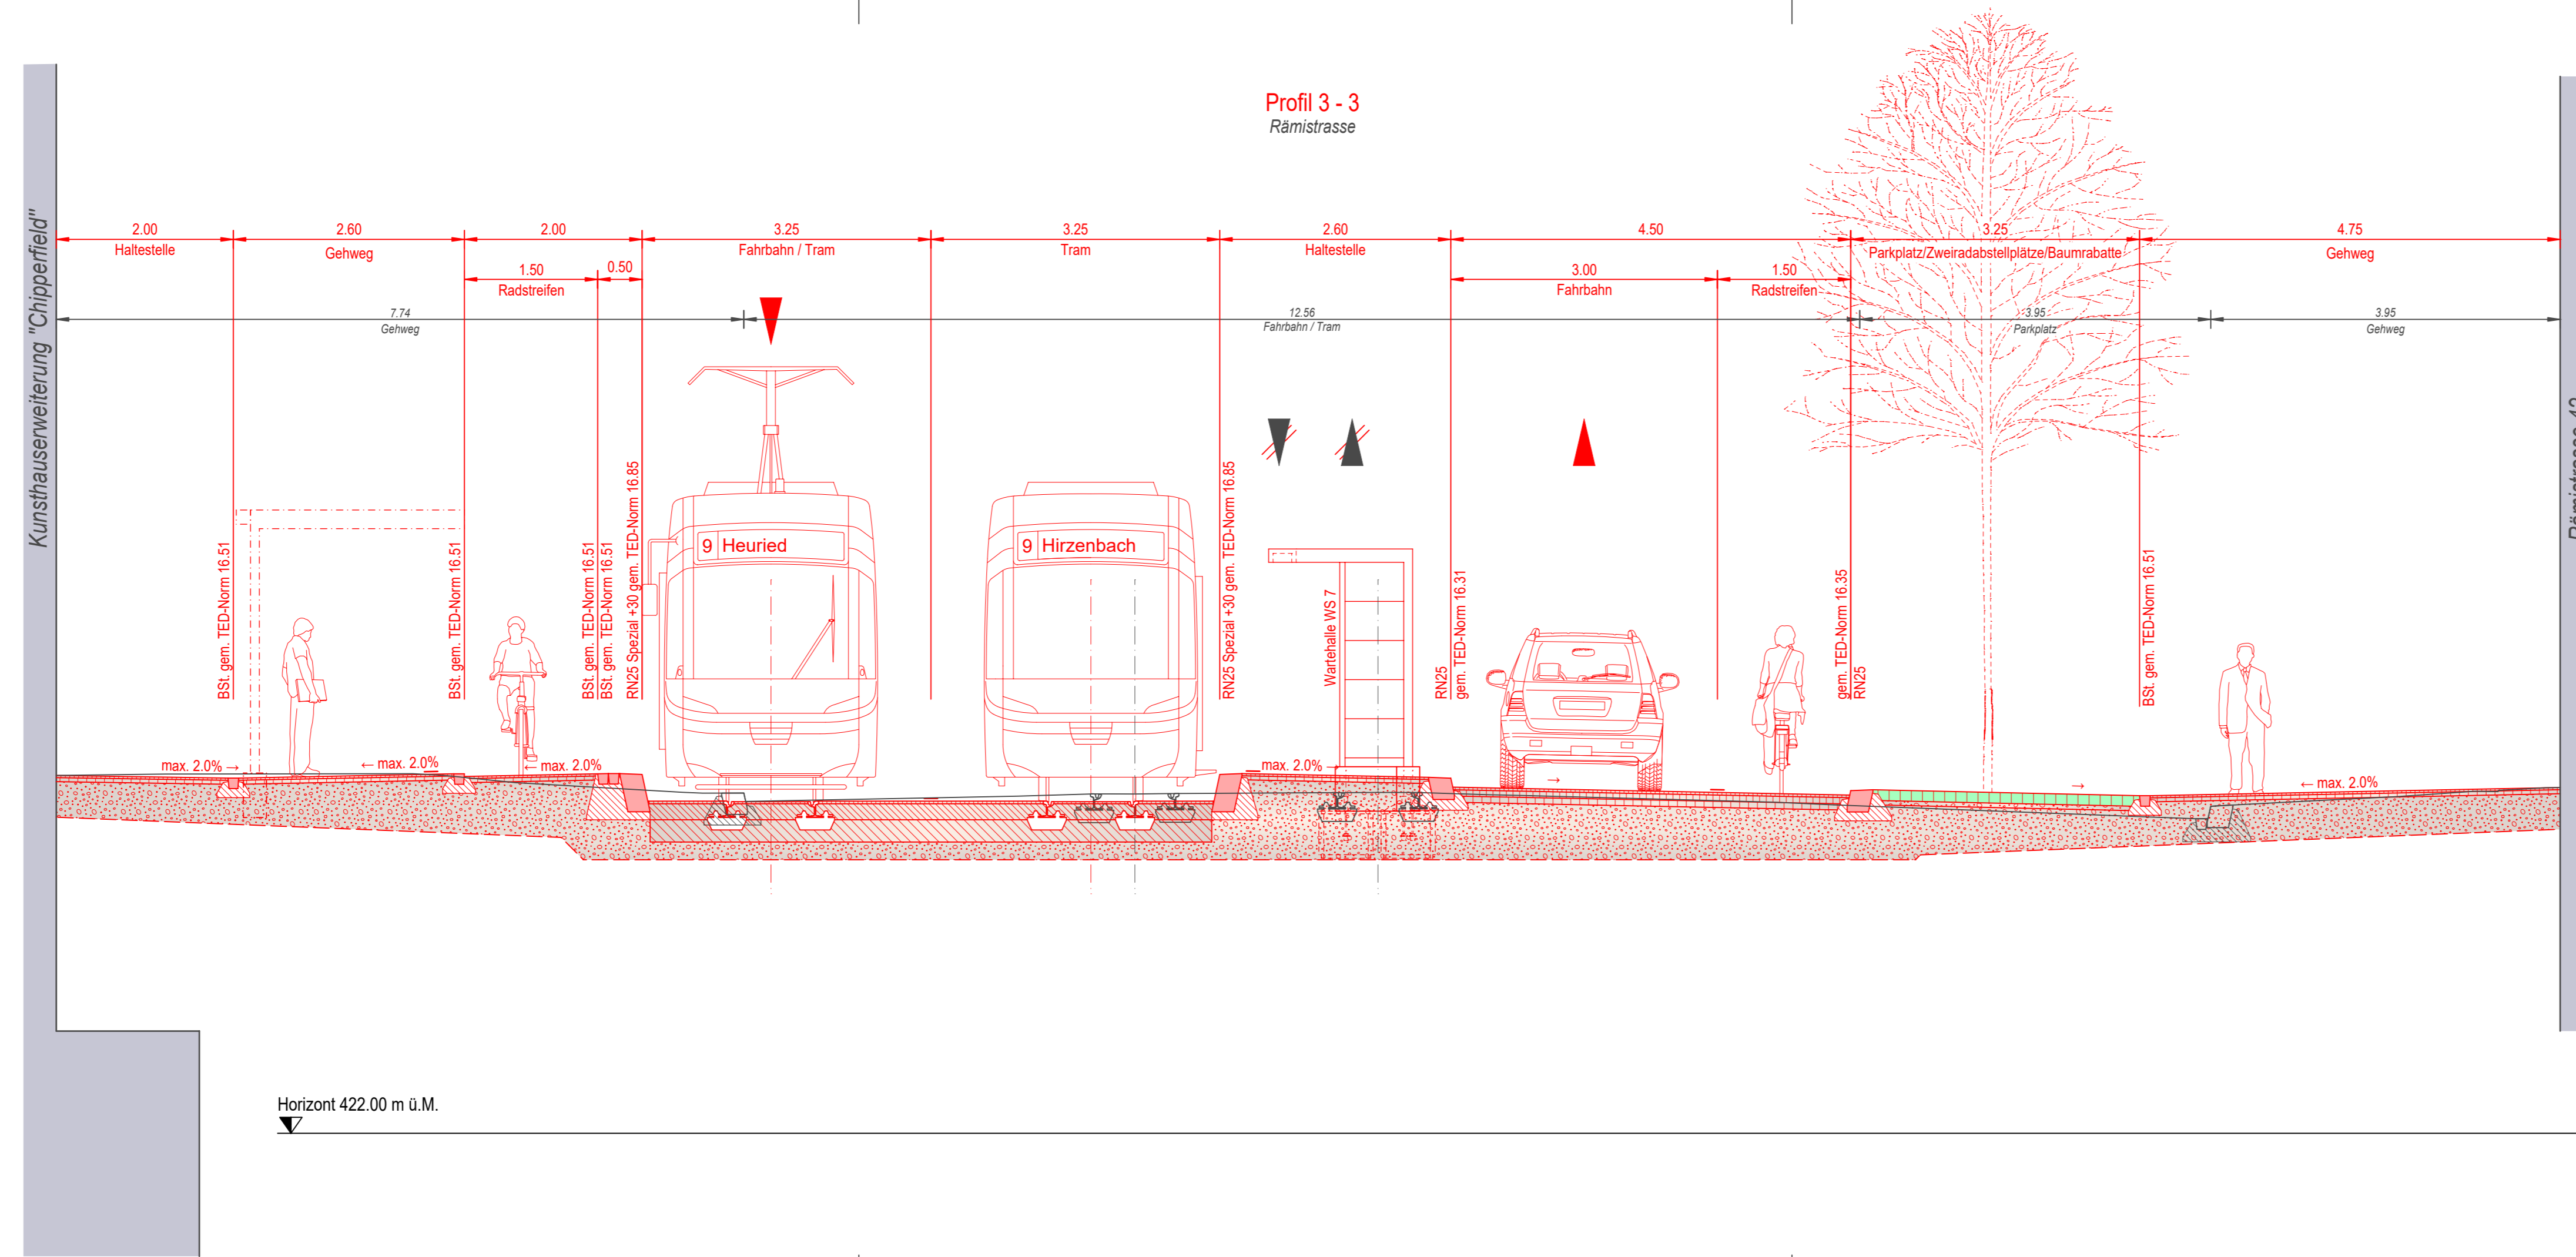 Profil 3 - 3
Rämistrasse
Kunsthauserweiterung "Chipperfield"
2.00
2.60
2.00
3.25
3.25
2.60
4.50
3.25
4.75
Haltestelle
Gehweg
Fahrbahn / Tram
Tram
Haltestelle
Parkplatz/Zweiradabstellplätze/Baumrabatte
Gehweg
1.50
0.50
3.00
1.50
Radstreifen
Fahrbahn
Radstreifen
7.74
12.56
3.95
3.95
Gehweg
Fahrbahn / Tram
Parkplatz
Gehweg
BSt. gem. TED-Norm 16.51
BSt. gem. TED-Norm 16.51
BSt. gem. TED-Norm 16.51
BSt. gem. TED-Norm 16.51
RN25 Spezial +30 gem. TED-Norm 16.85
9 Heuried
9 Hirzenbach
RN25 Spezial +30 gem. TED-Norm 16.85
Wartehalle WS 7
RN25
gem. TED-Norm 16.31
gem. TED-Norm 16.35
RN25
BSt. gem. TED-Norm 16.51
max. 2.0% →
← max. 2.0%
← max. 2.0%
max. 2.0% →
→
→
← max. 2.0%
Horizont 422.00 m ü.M.